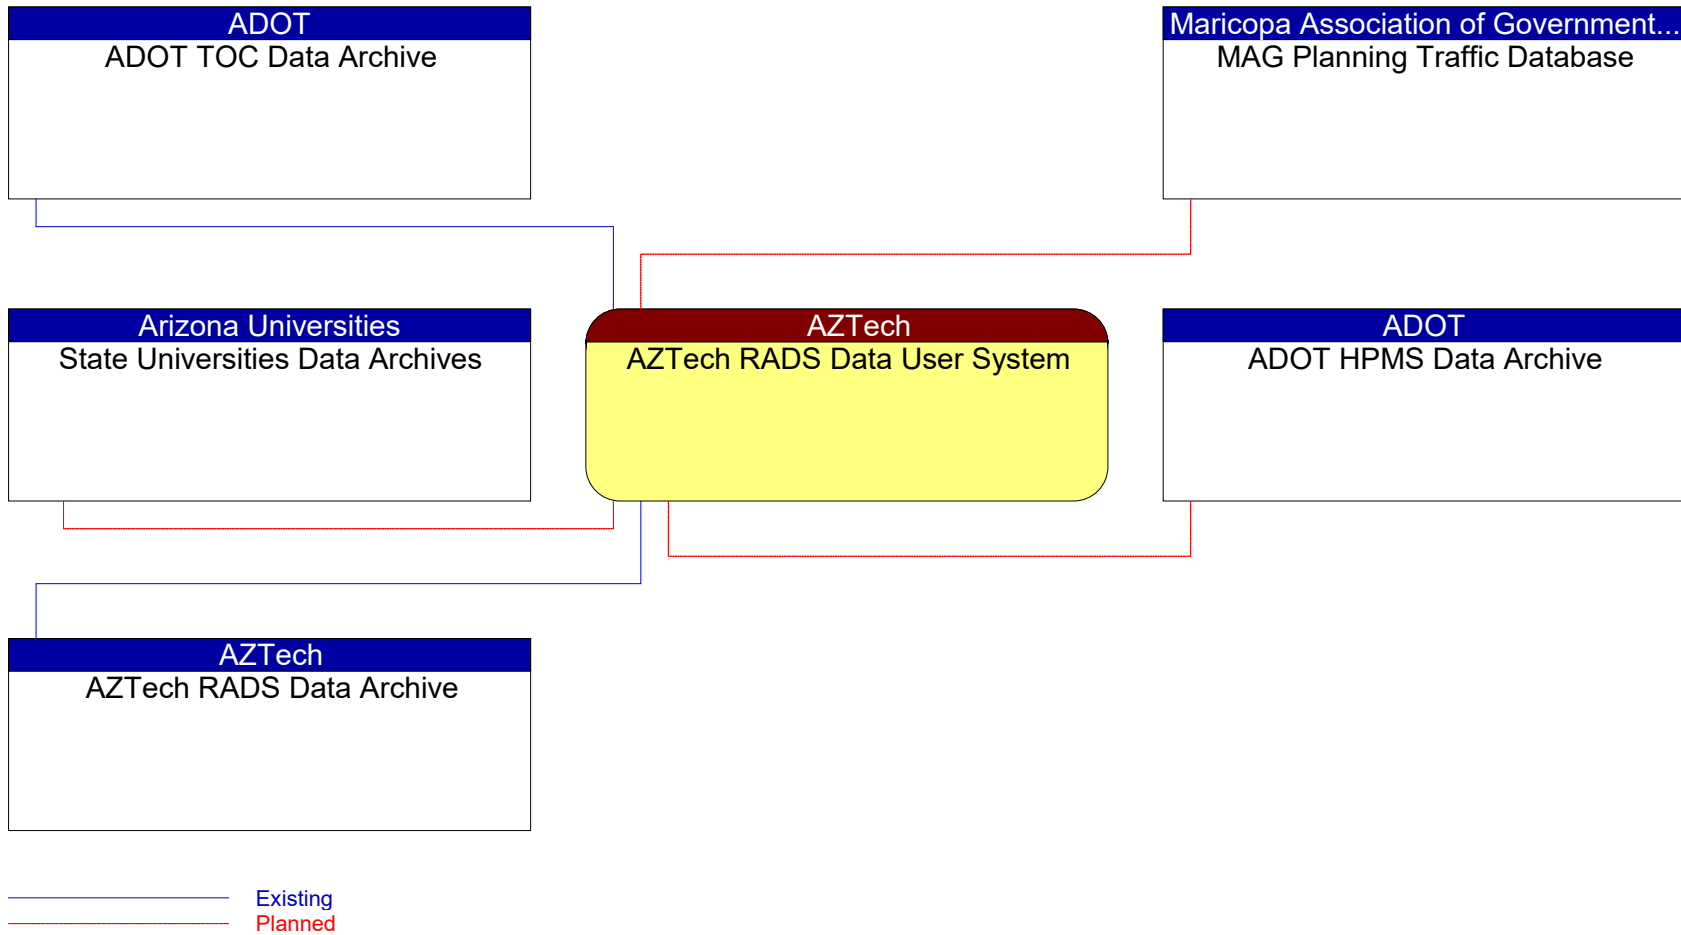 ADOT
ADOT TOC Data Archive
Maricopa Association of Government...
MAG Planning Traffic Database
Arizona Universities
State Universities Data Archives
AZTech
AZTech RADS Data User System
ADOT
ADOT HPMS Data Archive
AZTech
AZTech RADS Data Archive
Existing
Planned